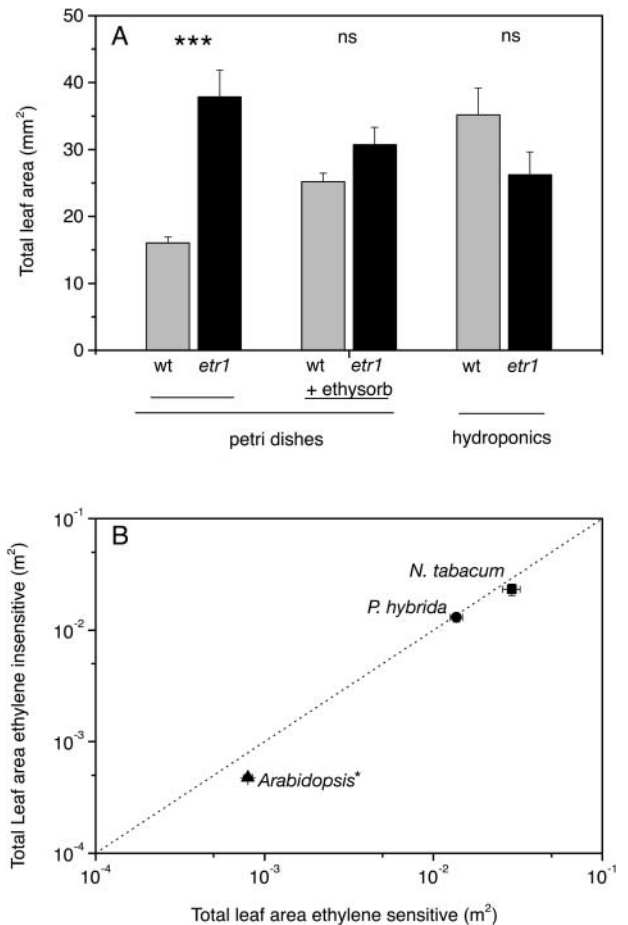 A
***
ns
ns
50
40
30
20
10
0
Total leaf area (mm²)
wt etr1 wt etr1 wt etr1
+ ethysorb
petri dishes hydroponics
B
10⁻¹
10⁻²
10⁻³
10⁻⁴
Total Leaf area ethylene insensitive (m²)
N. tabacum
P. hybrida
Arabidopsis*
10⁻⁴ 10⁻³ 10⁻² 10⁻¹
Total leaf area ethylene sensitive (m²)